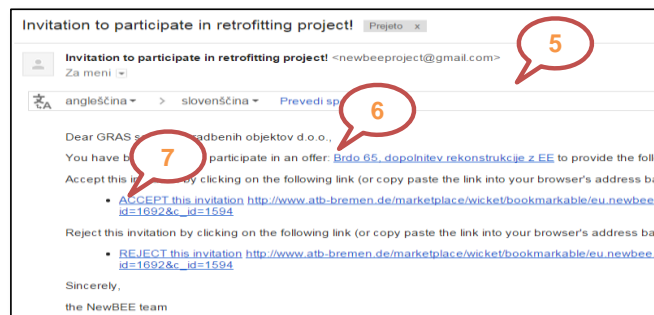 Invitation to participate in retrofitting project! Prejeto x
5
Invitation to participate in retrofitting project! <newbeeproject@gmail.com>
Za meni
angleščina > slovenščina Prevedi
6
Dear GRAS gradbenih objektov d.o.o.,
7
You have participate in an offer: Brdo 65, dopolnitev rekonstrukcije z EE to provide the
Accept this by clicking on the following link (or copy paste the link into your browser's address
ACCEPT this invitation http://www.atb-bremen.de/marketplace/wicket/bookmarkable/eu.newbee
id=1692&c_id=1594
Reject this invitation by clicking on the following link (or copy paste the link into your browser's address
REJECT this invitation http://www.atb-bremen.de/marketplace/wicket/bookmarkable/eu.newbee
id=1692&c_id=1594
Sincerely,
the NewBEE team